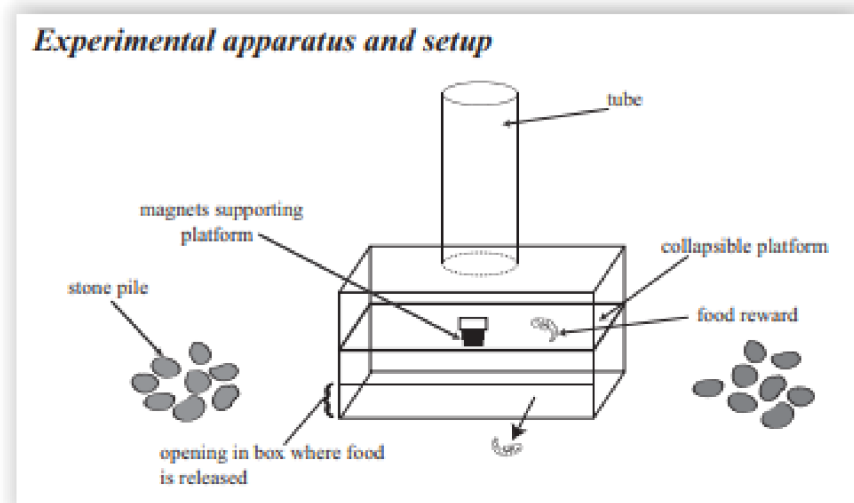 Experimental apparatus and setup
tube
magnets supporting
platform
collapsible platform
stone pile
food reward
opening in box where food
is released